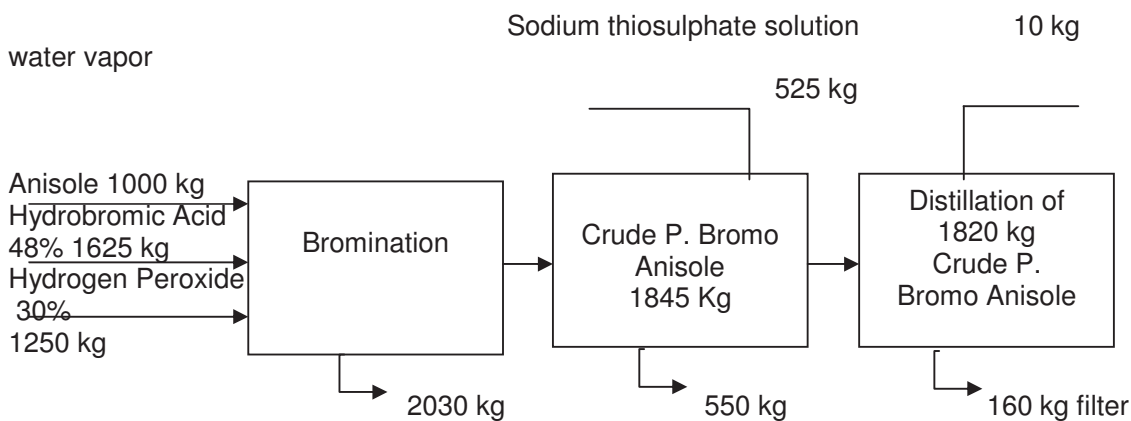 Sodium thiosulphate solution 10 kg
water vapor
525 kg
Anisole 1000 kg
Hydrobromic Acid
48% 1625 kg
Hydrogen Peroxide
30%
1250 kg
Bromination
2030 kg
Crude P. Bromo
Anisole
1845 Kg
550 kg
Distillation of
1820 kg
Crude P.
Bromo Anisole
160 kg filter